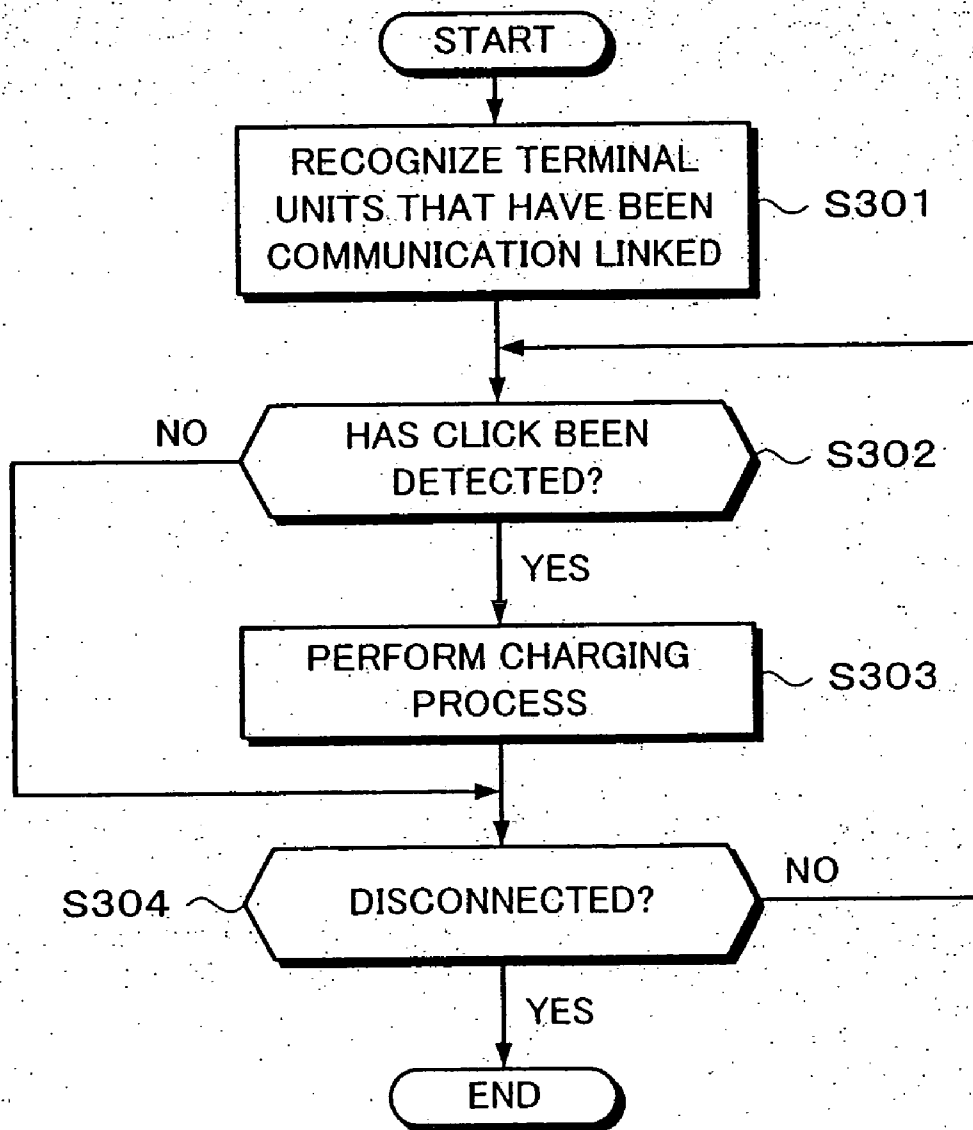 START
RECOGNIZE TERMINAL
UNITS THAT HAVE BEEN
COMMUNICATION LINKED
S301
NO
HAS CLICK BEEN
DETECTED?
S302
YES
PERFORM CHARGING
PROCESS
S303
S304
DISCONNECTED?
NO
YES
END